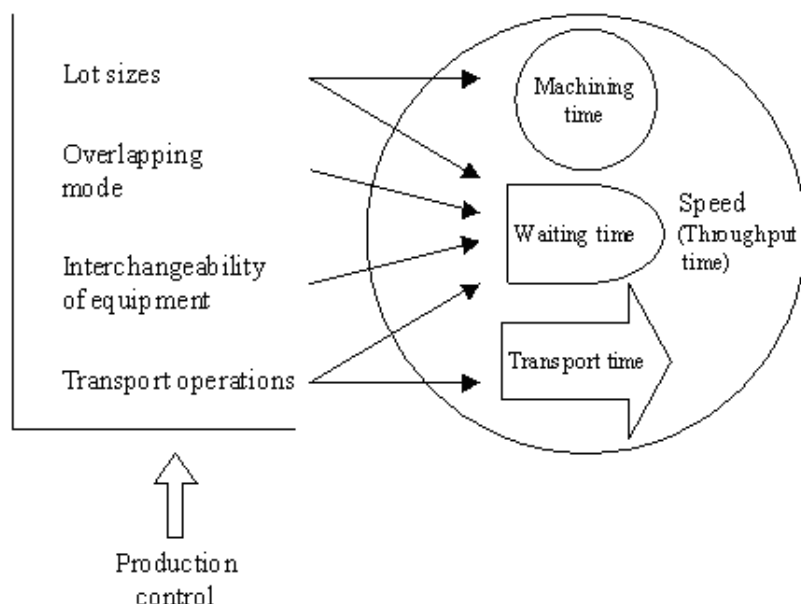 Lot sizes
Overlapping
mode
Interchangeability
of equipment
Transport operations
Production
control
Machining
time
Waiting time
Speed
(Throughput
time)
Transport time